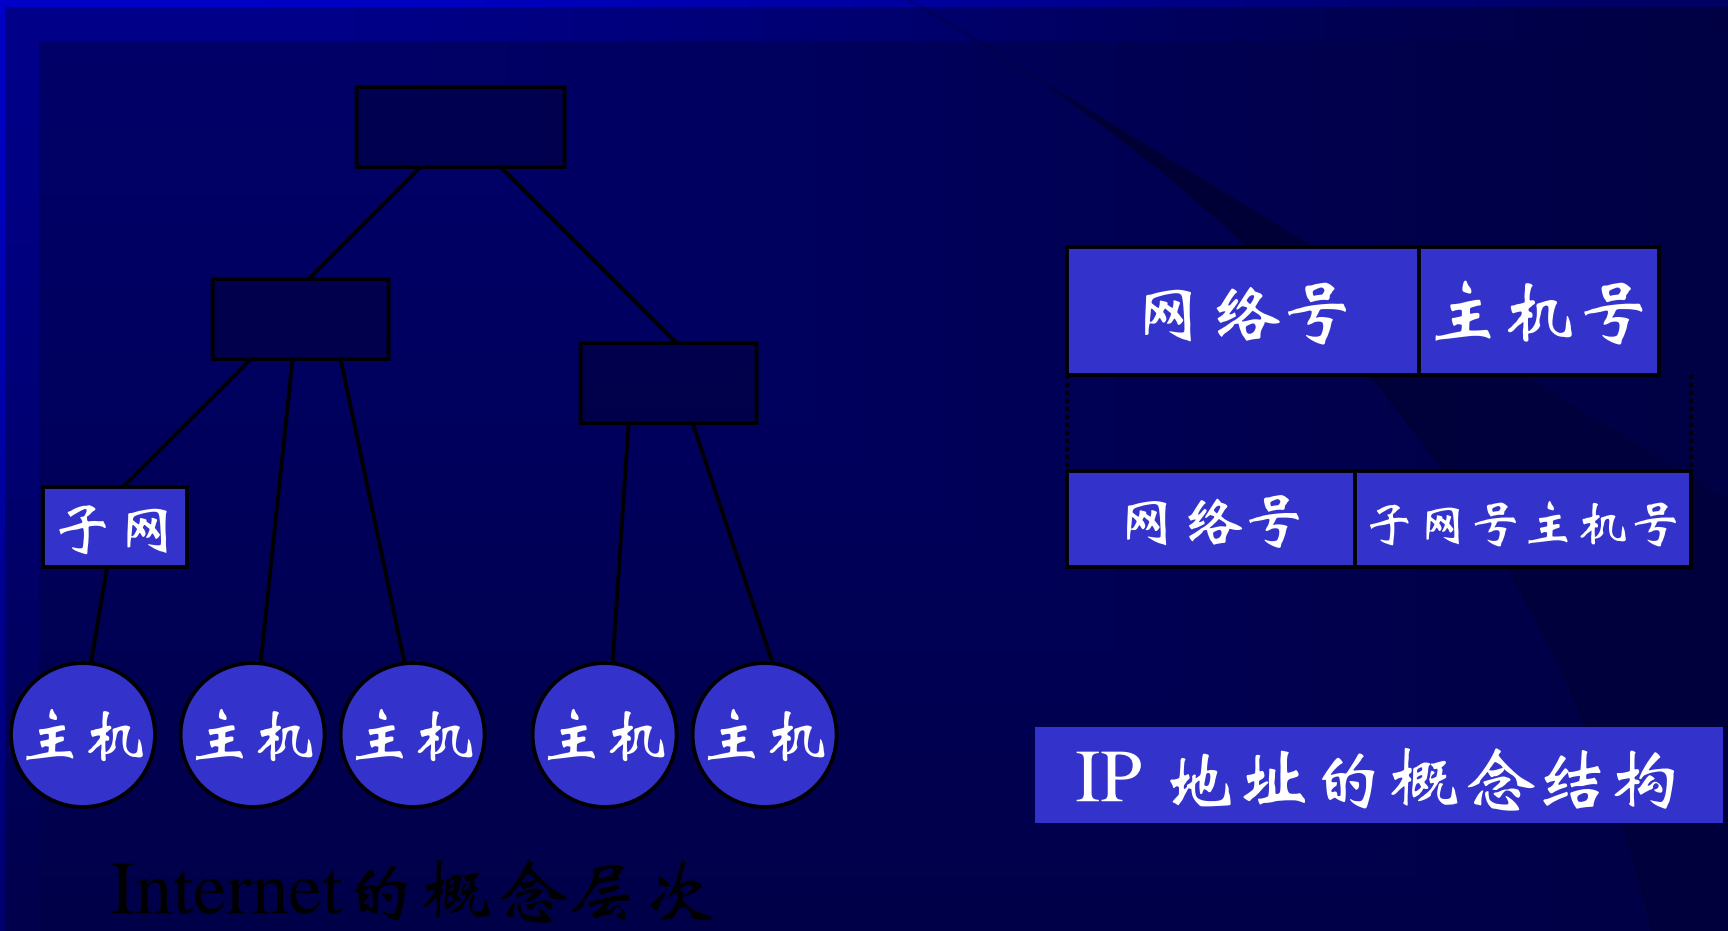 网络号 主机号
子网 网络号 子网号主机号
主机 主机 主机 主机 主机
IP 地址的概念结构
Internet的概念层次